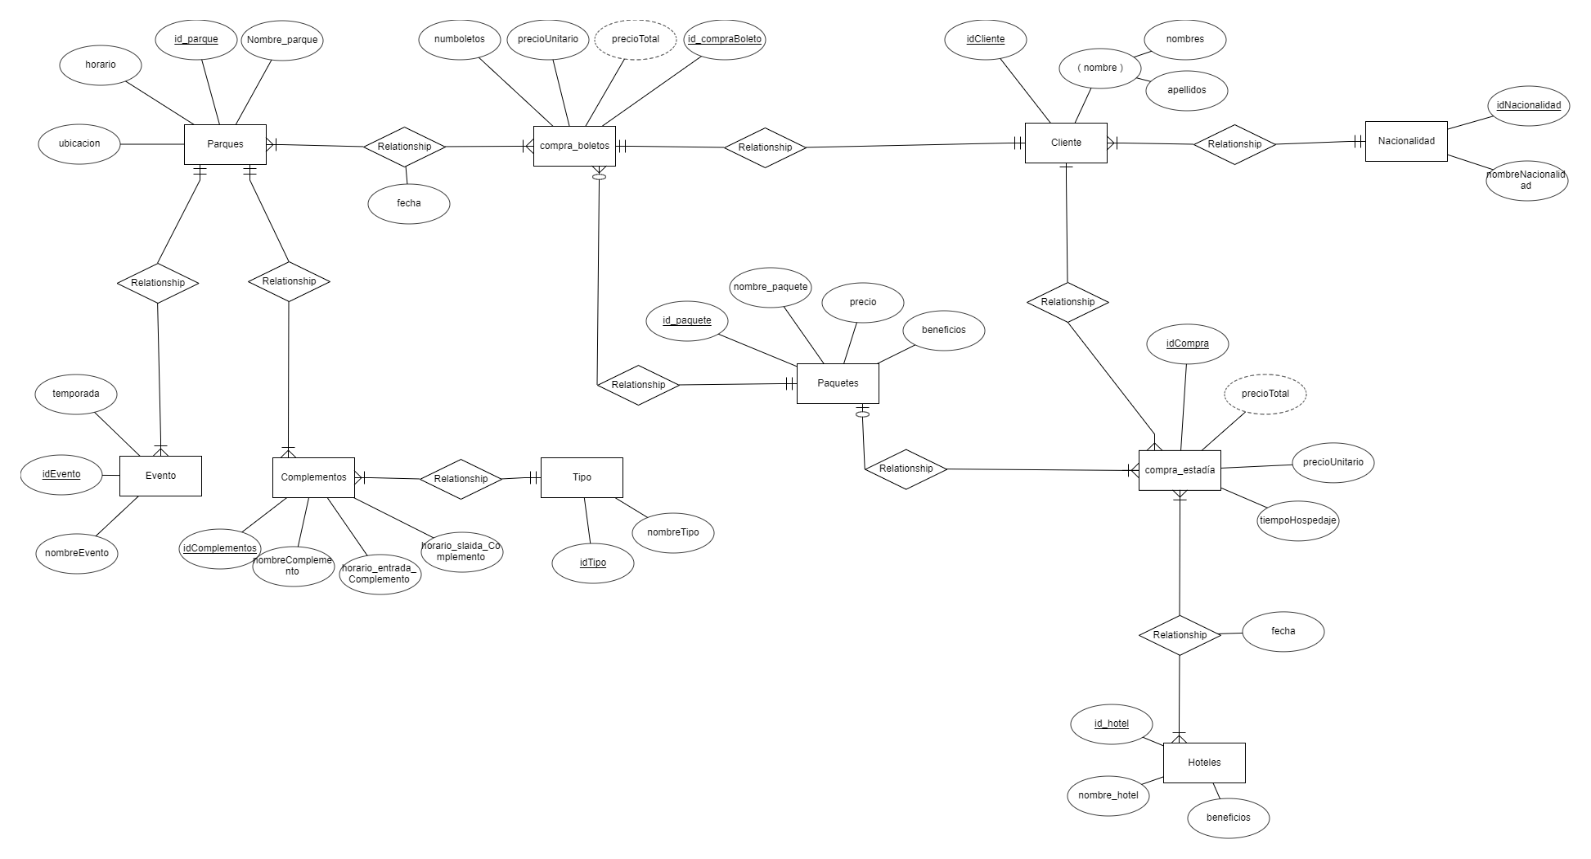 id_parque
Nombre_parque
horario
ubicacion
Parques
Relationship
fecha
numboletos
precioUnitario
precioTotal
id_compraBoleto
compra_boletos
Relationship
idCliente
( nombre )
nombres
apellidos
Cliente
Relationship
Nacionalidad
idNacionalidad
nombreNacionalid
ad
Relationship
Relationship
Relationship
nombre_paquete
precio
id_paquete
beneficios
Paquetes
Relationship
idCompra
precioTotal
temporada
idEvento
Evento
nombreEvento
Complementos
Relationship
Tipo
Relationship
compra_estadía
precioUnitario
tiempoHospedaje
idComplementos
nombreCompleme
nto
horario_entrada_
Complemento
horario_slaida_Co
mplemento
nombreTipo
idTipo
Relationship
fecha
id_hotel
Hoteles
nombre_hotel
beneficios